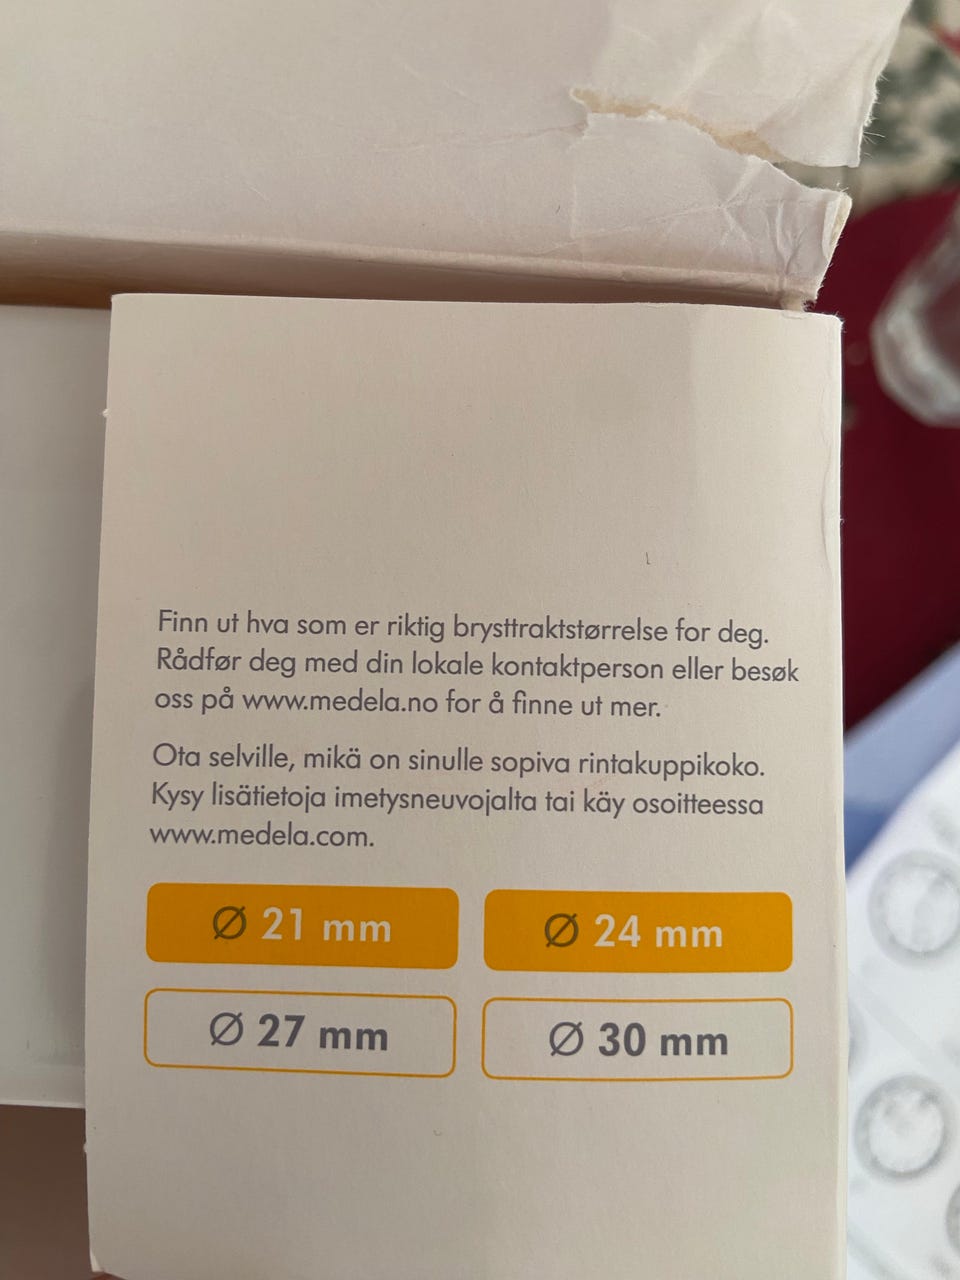 Finn ut hva som er riktig brysttraktstørrelse for deg.
Rådfør deg med din lokale kontaktperson eller besøk
oss på www.medela.no for å finne ut mer.
Ota selville, mikä on sinulle sopiva rintakuppikoko.
Kysy lisätietoja imetysneuvojalta tai käy osoitteessa
www.medela.com.
Ø 21 mm
Ø 24 mm
Ø 27 mm
Ø 30 mm